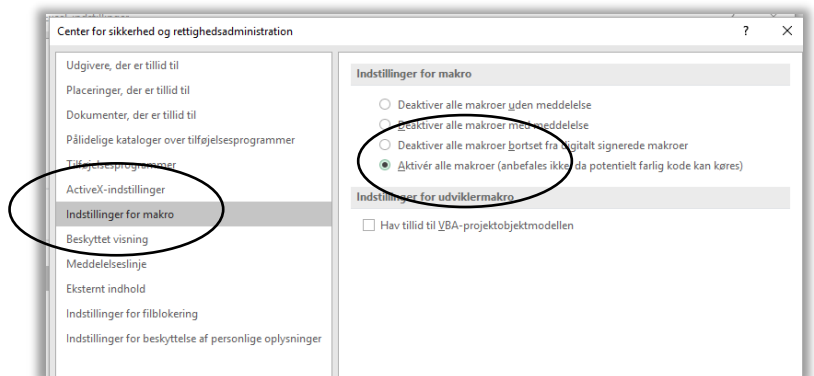 Center for sikkerhed og rettighedsadministration
Udgivere, der er tillid til
Placeringer, der er tillid til
Dokumenter, der er tillid til
Pålidelige kataloger over tilføjelsesprogrammer
Tilføjelsesprogrammer
ActiveX-indstillinger
Indstillinger for makro
Beskyttet visning
Meddelelseslinje
Eksternt indhold
Indstillinger for filblokering
Indstillinger for beskyttelse af personlige oplysninger
Indstillinger for makro
Deaktiver alle makroer uden meddelelse
Deaktiver alle makroer med meddelelse
Deaktiver alle makroer bortset fra digitalt signerede makroer
Aktivér alle makroer (anbefales ikke, da potentielt farlig kode kan køres)
Indstillinger for udviklermakro
Hav tillid til VBA-projektobjektmodellen